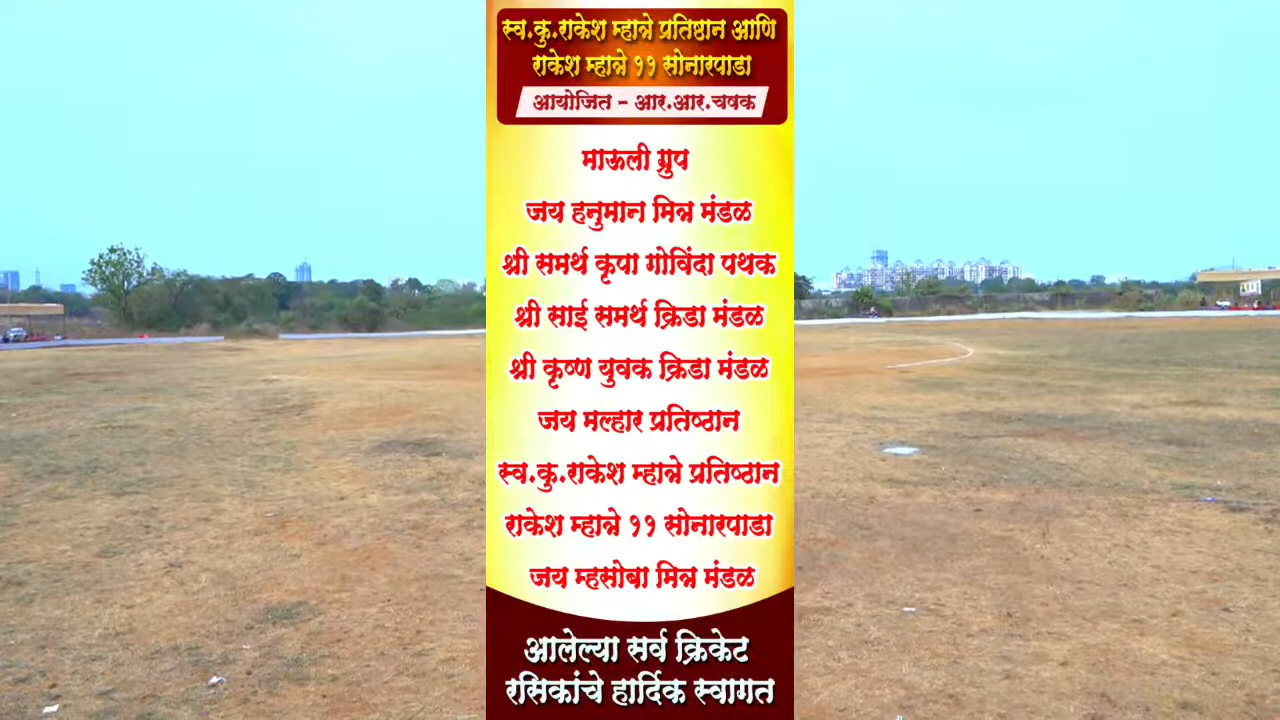 स्व.कु.राकेश म्हात्रे प्रतिष्ठान आणि
राकेश म्हात्रे ११ सोनारपाडा
आयोजित - आर.आर.चषक
माऊली ग्रुप
जय हनुमान मित्र मंडळ
श्री समर्थ कृपा गोविंदा पथक
श्री साई समर्थ क्रिडा मंडळ
श्री कृष्ण युवक क्रिडा मंडळ
जय मल्हार प्रतिष्ठान
स्व.कु.राकेश म्हात्रे प्रतिष्ठान
राकेश म्हात्रे ११ सोनारपाडा
जय म्हसोबा मित्र मंडळ
आलेल्या सर्व क्रिकेट
रसिकांचे हार्दिक स्वागत